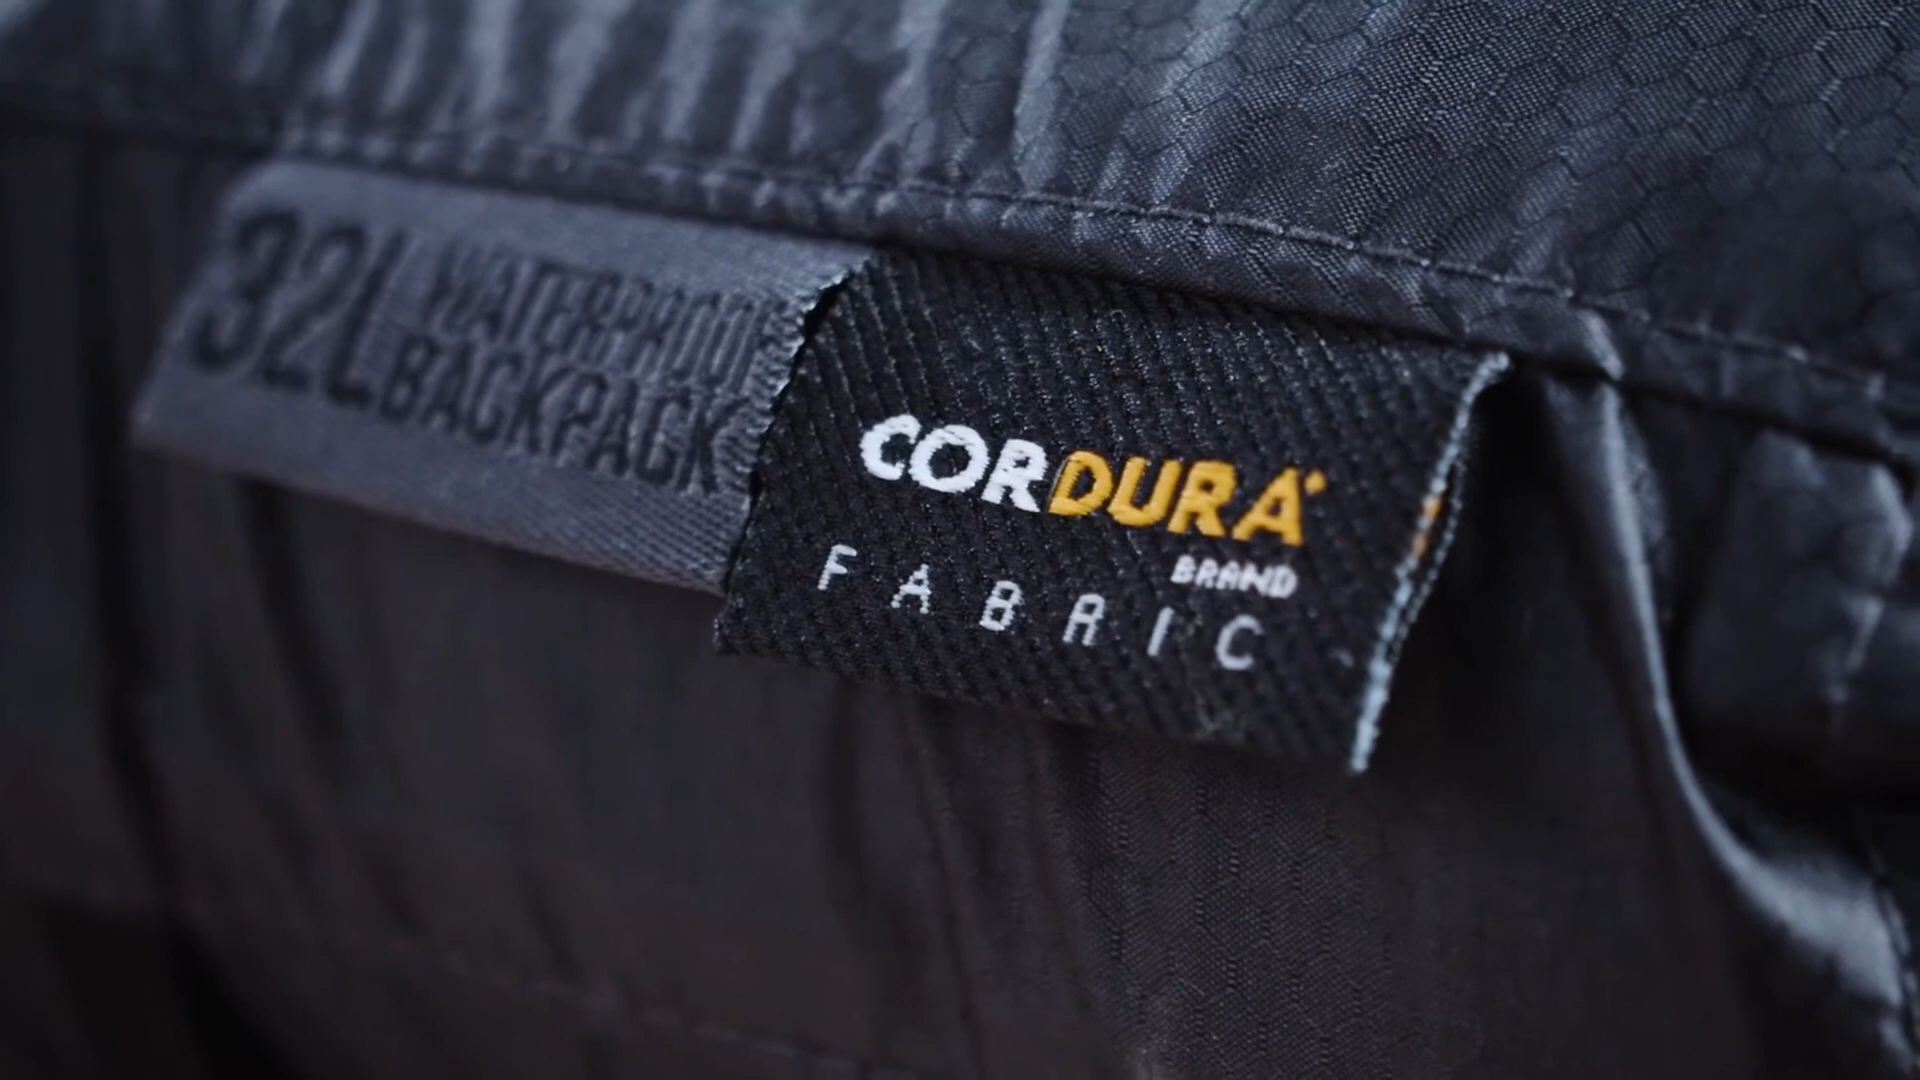 32L
WATERPROOF
BACKPACK
CORDURA®
BRAND
FABRIC